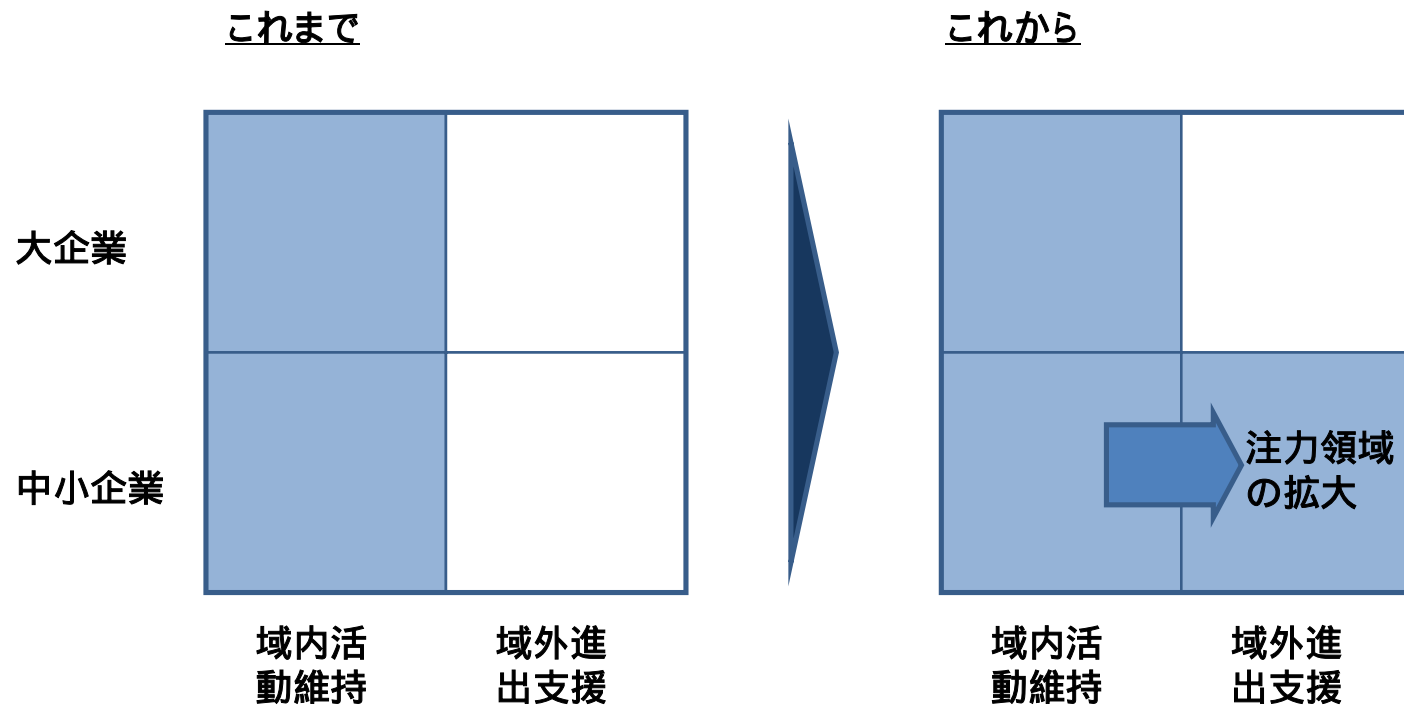 これまで
これから
大企業
中小企業
注力領域
の拡大
域内活
動維持
域外進
出支援
域内活
動維持
域外進
出支援